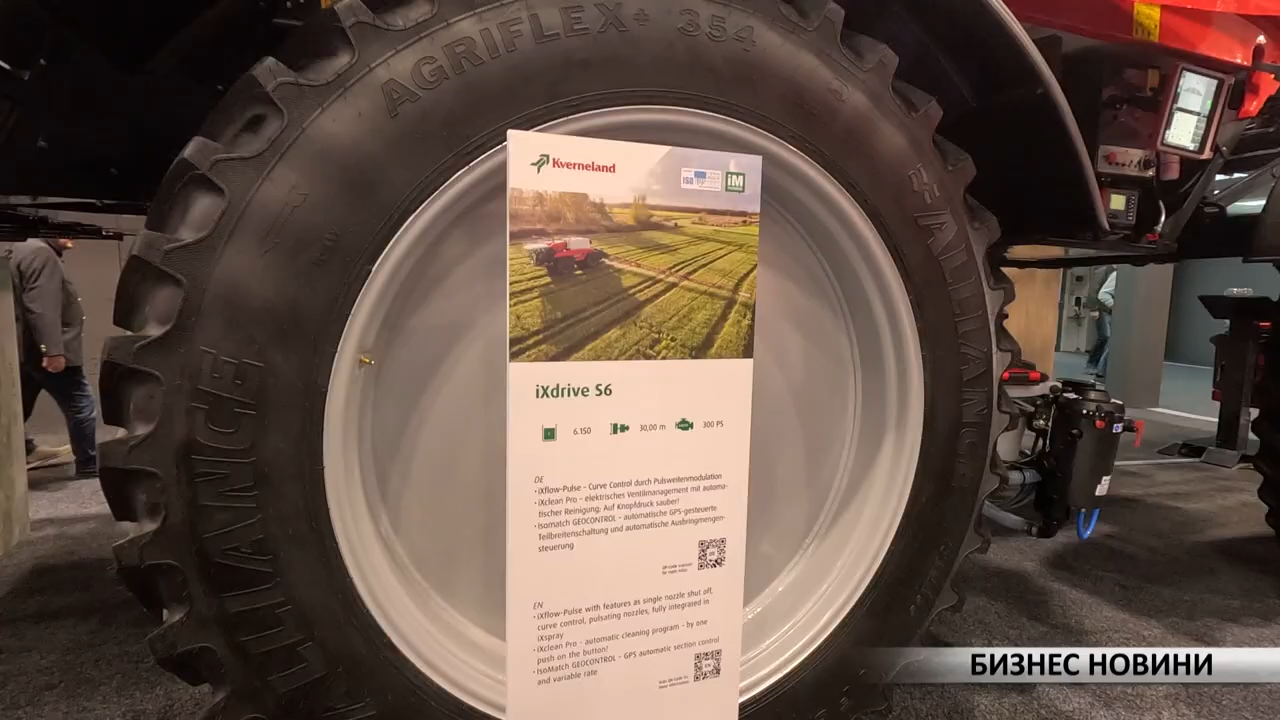 AGRIFLEX+ 354
ALLIANCE
ALLIANCE
Kverneland
ISO
iM
iXdrive S6
6.150 30,00 m 300 PS
DE
• iXflow-Pulse – Curve Control durch Pulsweitenmodulation
• iXclean Pro – elektrisches Ventilmanagement mit automa-
tischer Reinigung; Auf Knopfdruck sauber!
• Isomatch GEOCONTROL – automatische GPS-gesteuerte
Teilbreitenschaltung und automatische Ausbringmengen-
steuerung
EN
• iXflow-Pulse with features as single nozzle shut off,
curve control, pulsating nozzles, fully integrated in
iXspray
• iXclean Pro - automatic cleaning program - by one
push on the button!
• IsoMatch GEOCONTROL - GPS automatic section control
and variable rate
БИЗНЕС НОВИНИ